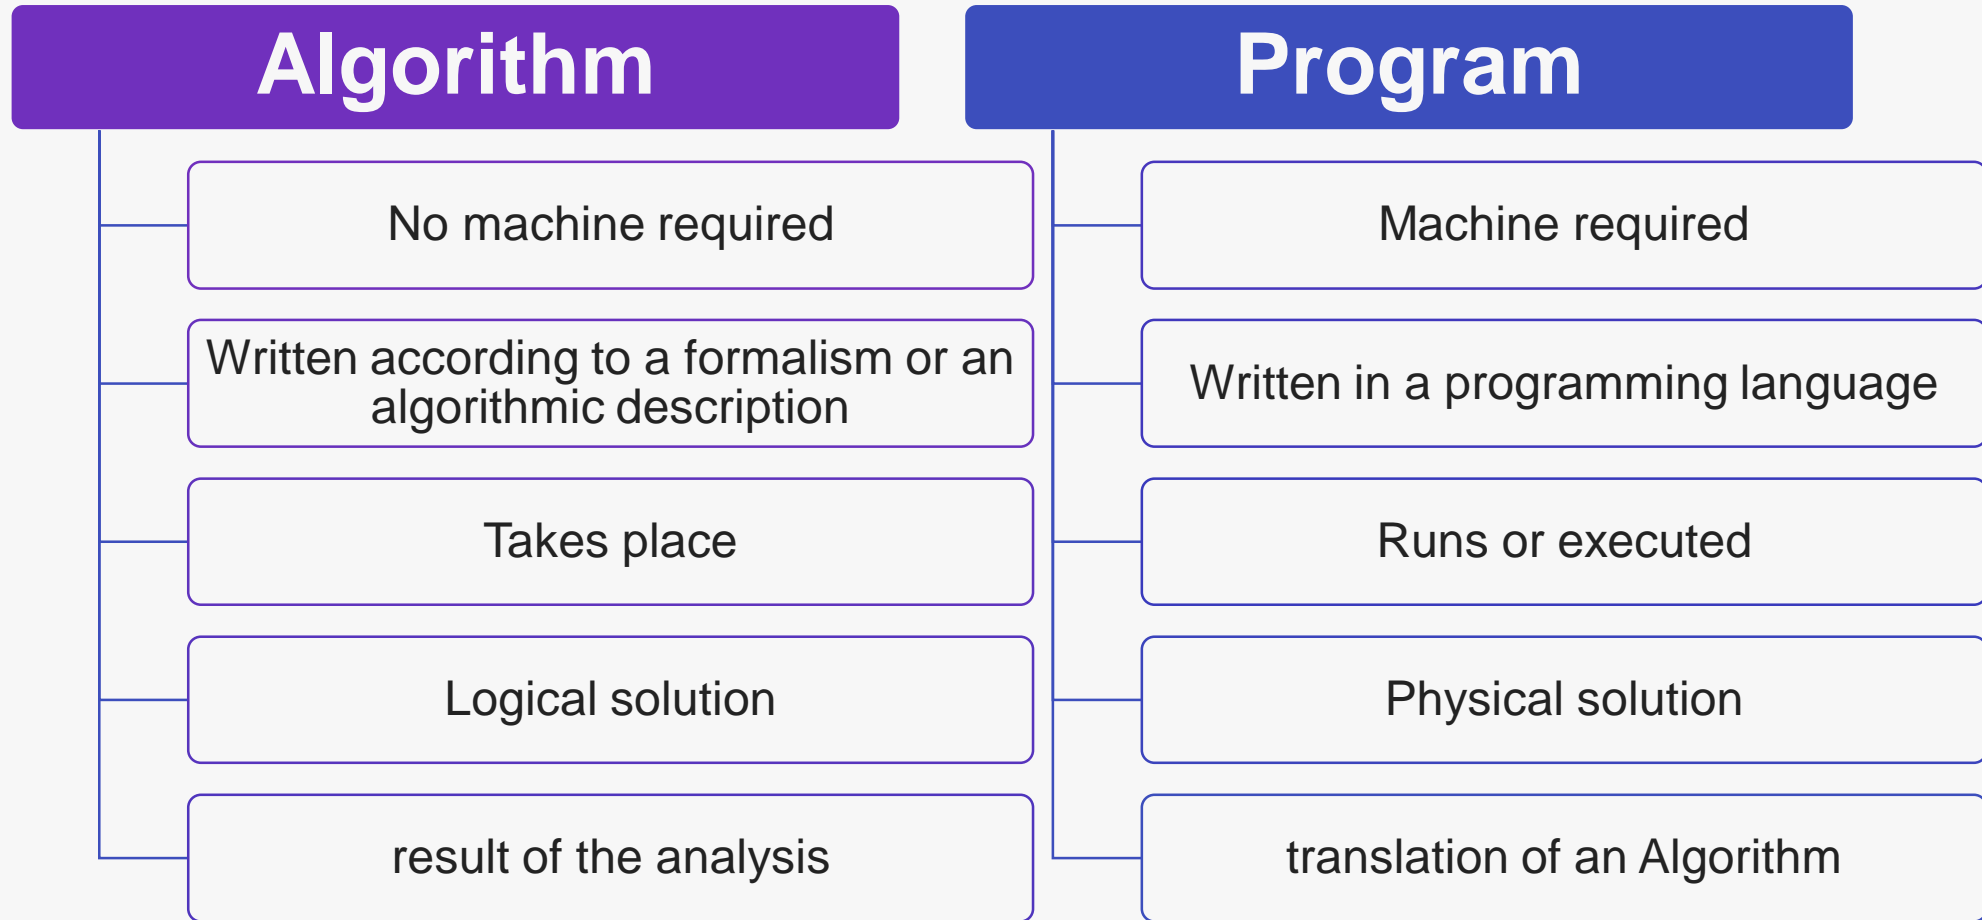 Algorithm
No machine required
Written according to a formalism or an
algorithmic description
Takes place
Logical solution
result of the analysis
Program
Machine required
Written in a programming language
Runs or executed
Physical solution
translation of an Algorithm